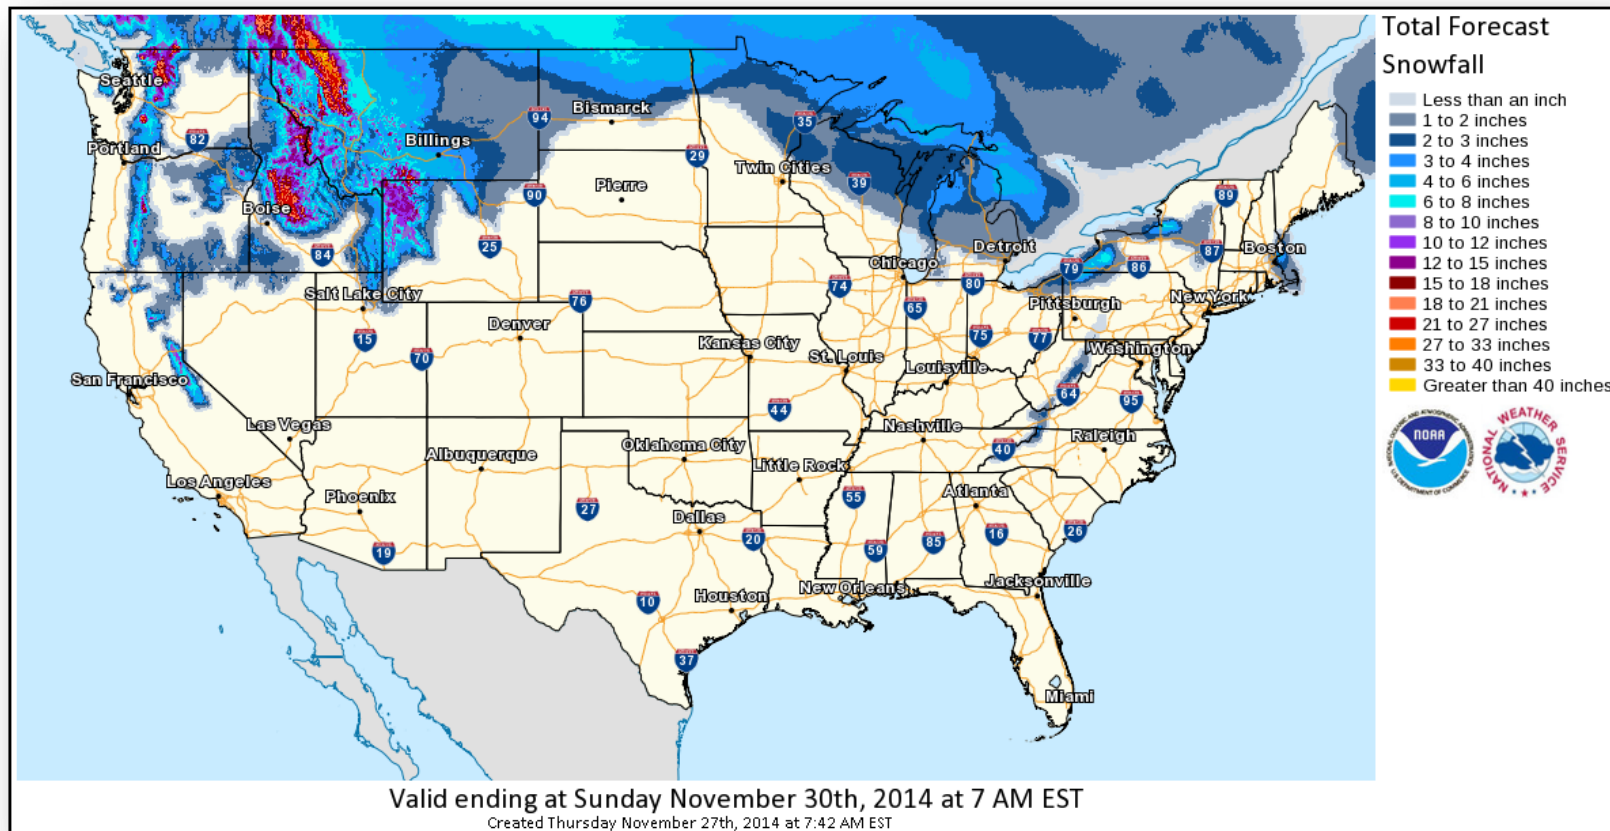 Total Forecast
Snowfall
Less than an inch
1 to 2 inches
2 to 3 inches
3 to 4 inches
4 to 6 inches
6 to 8 inches
8 to 10 inches
10 to 12 inches
12 to 15 inches
15 to 18 inches
18 to 21 inches
21 to 27 inches
27 to 33 inches
33 to 40 inches
Greater than 40 inches
NOAA
NATIONAL WEATHER SERVICE
Seattle
82
Portland
Boise
84
Billings
94
Bismarck
90
Pierre
25
29
Twin Cities
35
39
Chicago
Detroit
74
65
80
79
86
87
89
Boston
New York
Pittsburgh
Washington
Salt Lake City
15
70
76
Denver
Kansas City
St. Louis
75
77
Louisville
64
95
San Francisco
Las Vegas
Los Angeles
Phoenix
19
Albuquerque
Oklahoma City
44
Little Rock
Nashville
40
Raleigh
27
Dallas
20
55
59
85
Atlanta
16
26
10
Houston
New Orleans
Jacksonville
37
Miami
Valid ending at Sunday November 30th, 2014 at 7 AM EST
Created Thursday November 27th, 2014 at 7:42 AM EST